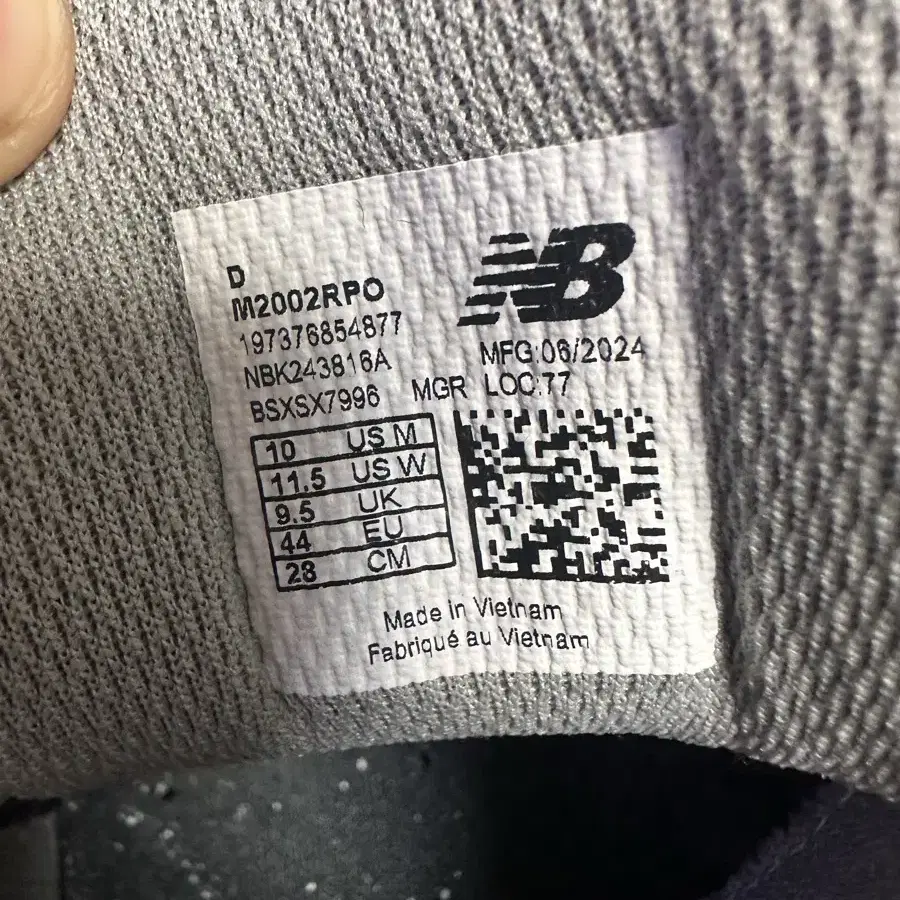 D
M2002RPO
197376854877
NBK243816A
BSXSX7996
NB
MFG:06/2024
MGR LOC:77
10 US M
11.5 US W
9.5 UK
44 EU
28 CM
Made in Vietnam
Fabriqué au Vietnam